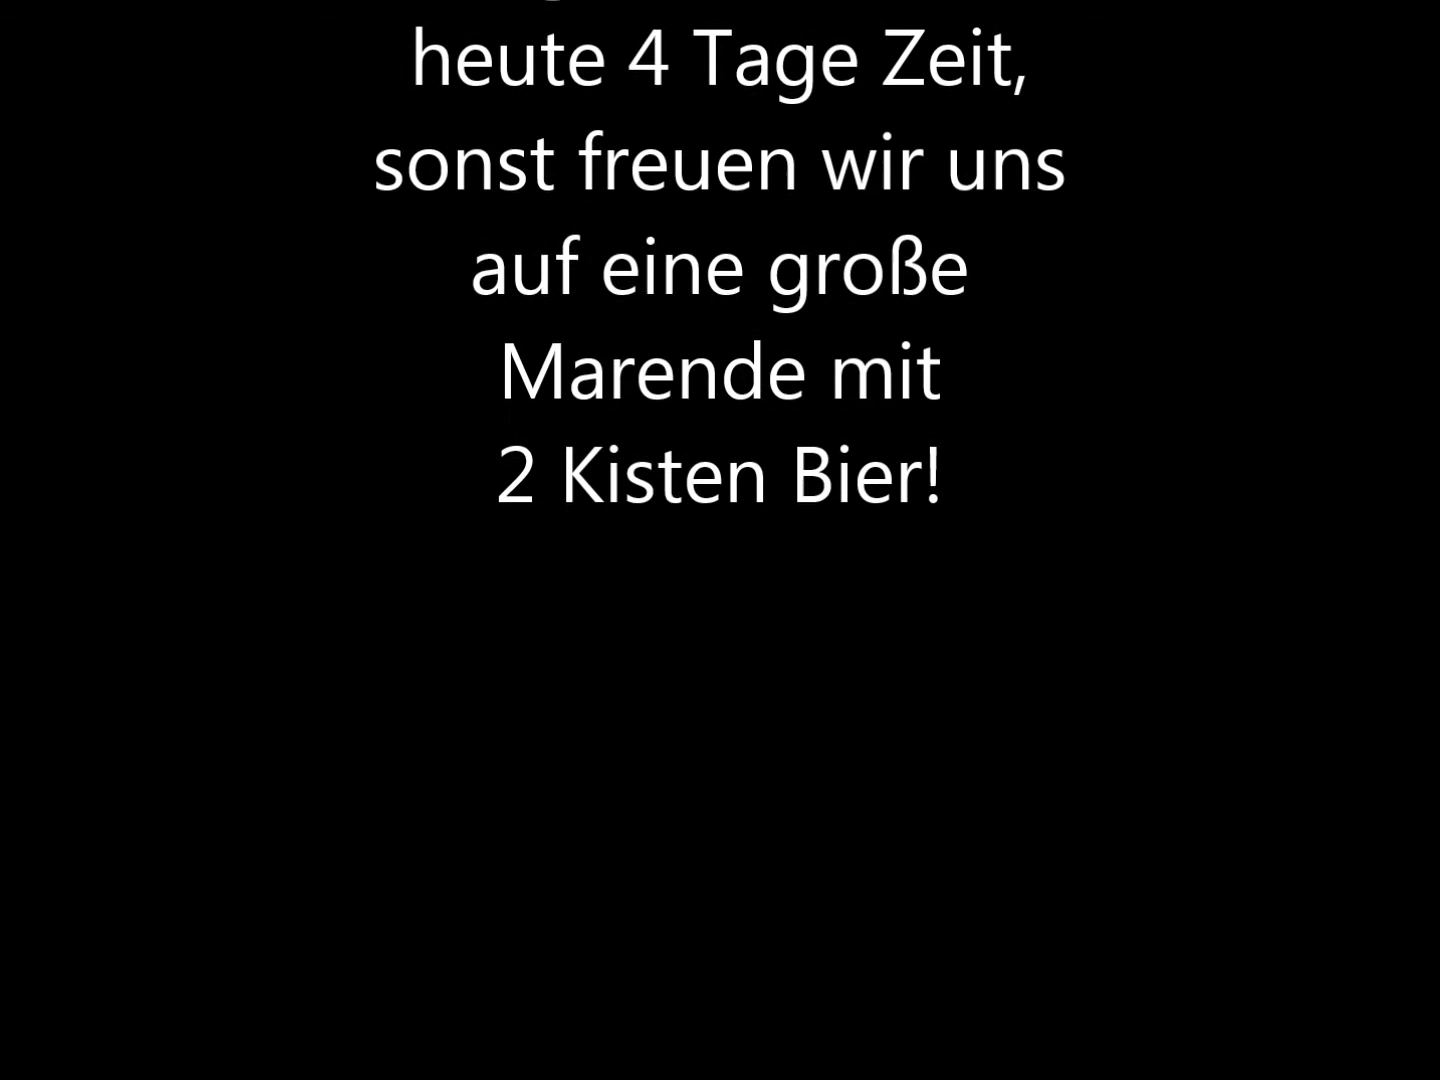 heute 4 Tage Zeit,
sonst freuen wir uns
auf eine große
Marende mit
2 Kisten Bier!